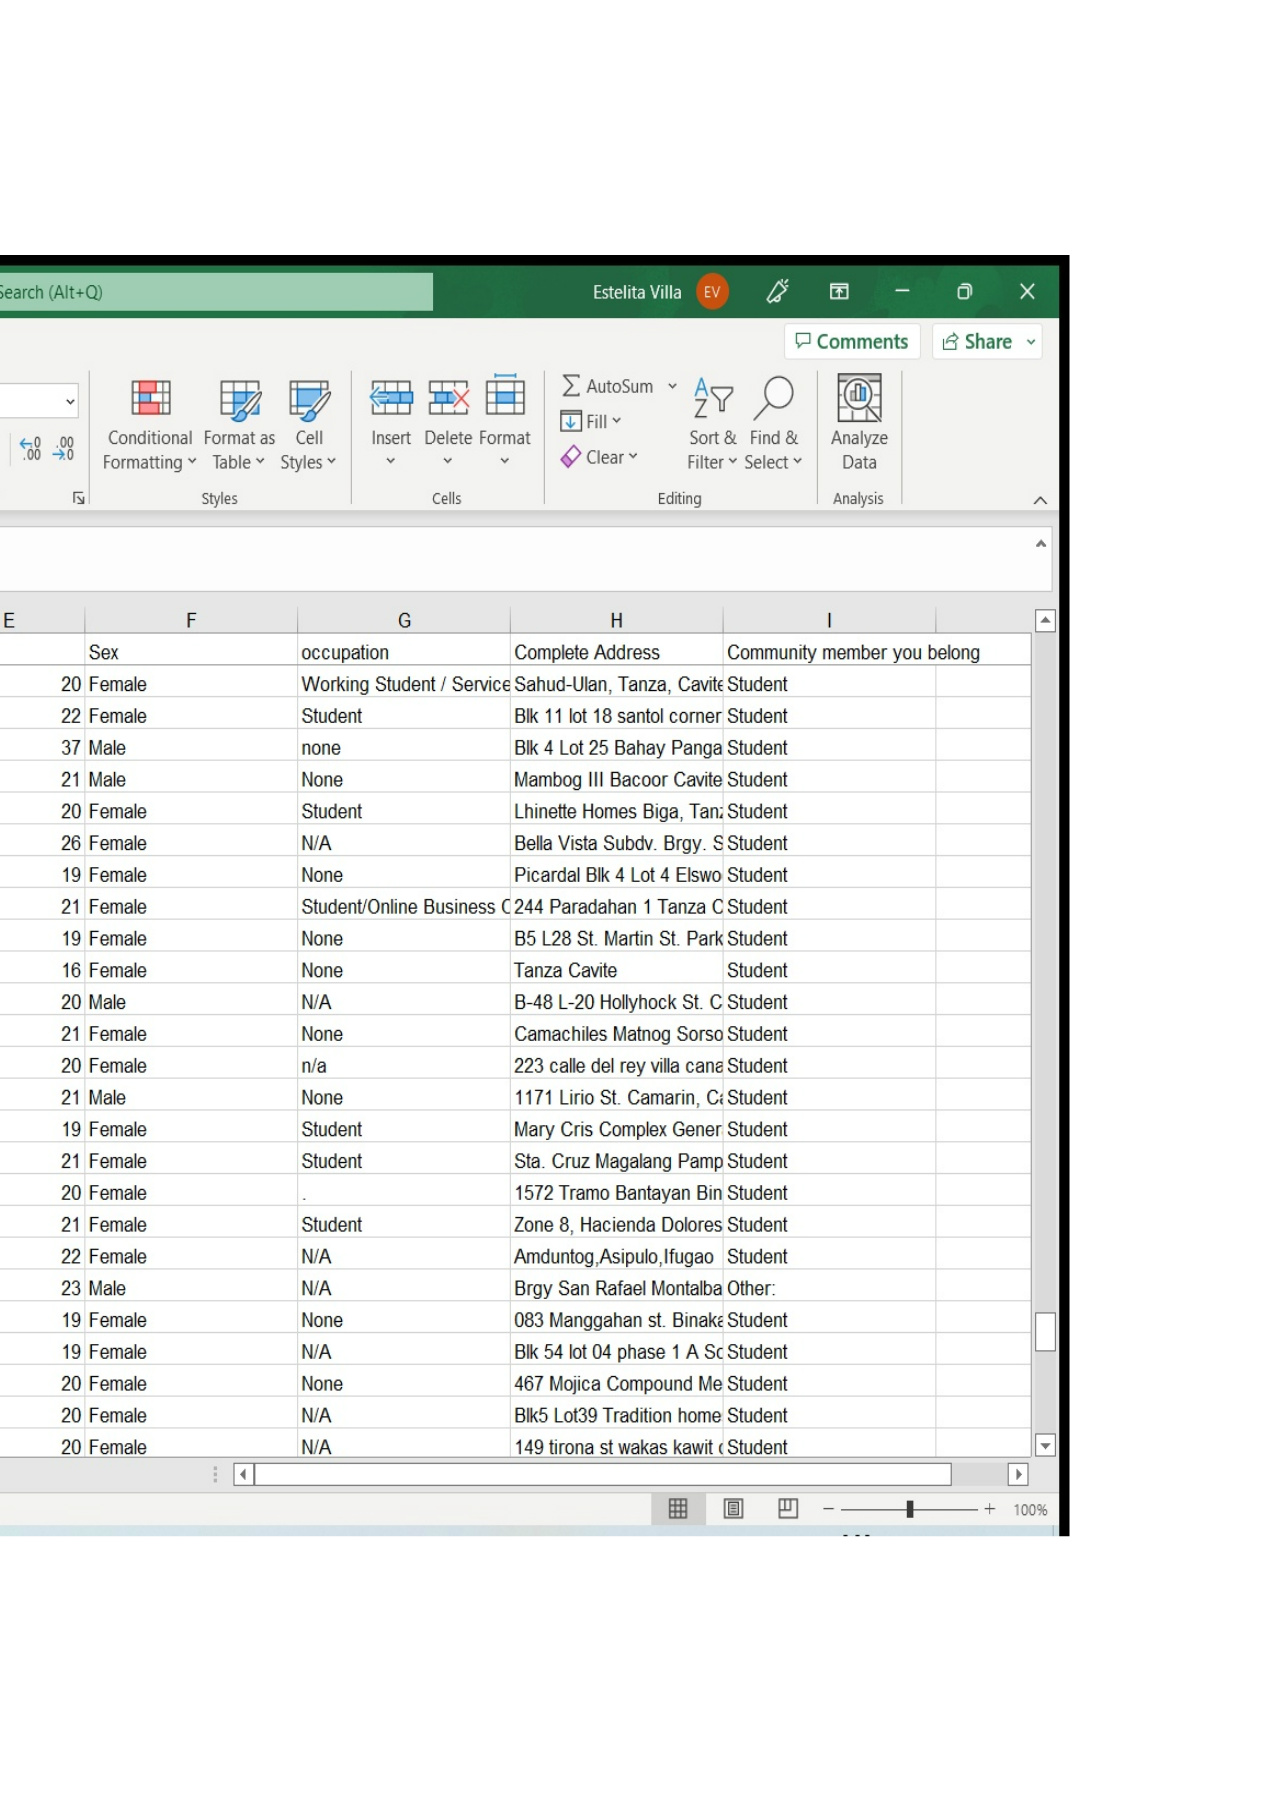 Search (Alt+Q) Estelita Villa EV
Comments Share
AutoSum
Fill
Clear
Conditional Formatting Format as Table Cell Styles Insert Delete Format Sort & Filter Find & Select Analyze Data
Styles Cells Editing Analysis
E F G H I
Sex occupation Complete Address Community member you belong
20 Female Working Student / Service Sahud-Ulan, Tanza, Cavite Student
22 Female Student Blk 11 lot 18 santol corner Student
37 Male none Blk 4 Lot 25 Bahay Panga Student
21 Male None Mambog III Bacoor Cavite Student
20 Female Student Lhinette Homes Biga, Tanz Student
26 Female N/A Bella Vista Subdv. Brgy. S Student
19 Female None Picardal Blk 4 Lot 4 Elswo Student
21 Female Student/Online Business 244 Paradahan 1 Tanza C Student
19 Female None B5 L28 St. Martin St. Park Student
16 Female None Tanza Cavite Student
20 Male N/A B-48 L-20 Hollyhock St. C Student
21 Female None Camachiles Matnog Sorso Student
20 Female n/a 223 calle del rey villa cana Student
21 Male None 1171 Lirio St. Camarin, Ca Student
19 Female Student Mary Cris Complex Gener Student
21 Female Student Sta. Cruz Magalang Pamp Student
20 Female . 1572 Tramo Bantayan Bin Student
21 Female Student Zone 8, Hacienda Dolores Student
22 Female N/A Amduntog,Asipulo,Ifugao Student
23 Male N/A Brgy San Rafael Montalba Other:
19 Female None 083 Manggahan st. Binaka Student
19 Female N/A Blk 54 lot 04 phase 1 A So Student
20 Female None 467 Mojica Compound Me Student
20 Female N/A Blk5 Lot39 Tradition home Student
20 Female N/A 149 tirona st wakas kawit Student
100%